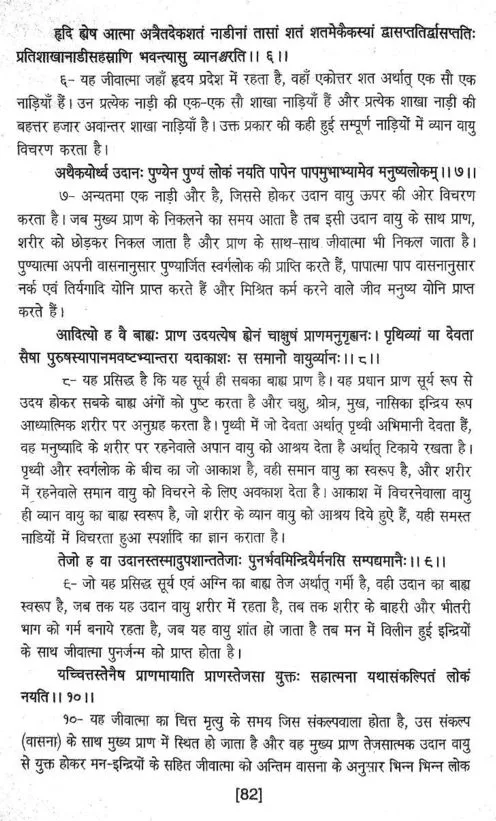 हृदि ह्येष आत्मा अत्रैतदेकशतं नाडीनां तासां शतं शतमेकैकस्यां द्वासप्ततिर्द्वासप्ततिः
प्रतिशाखानाडीसहस्राणि भवन्त्यासु व्यानश्चरति।। ६।।
६- यह जीवात्मा जहाँ हृदय प्रदेश में रहता है, वहाँ एकोत्तर शत अर्थात् एक सौ एक
नाड़ियाँ हैं। उन प्रत्येक नाड़ी की एक-एक सौ शाखा नाड़ियाँ हैं और प्रत्येक शाखा नाड़ी की
बहत्तर हजार अवान्तर शाखा नाड़ियाँ है। उक्त प्रकार की कही हुई सम्पूर्ण नाड़ियों में व्यान वायु
विचरण करता है।
अथैकयोर्ध्व उदानः पुण्येन पुण्यं लोकं नयति पापेन पापमुभाभ्यामेव मनुष्यलोकम्।।७।।
७- अन्यतमा एक नाड़ी और है, जिससे होकर उदान वायु ऊपर की ओर विचरण
करता है। जब मुख्य प्राण के निकलने का समय आता है तब इसी उदान वायु के साथ प्राण,
शरीर को छोड़कर निकल जाता है और प्राण के साथ-साथ जीवात्मा भी निकल जाता है।
पुण्यात्मा अपनी वासनानुसार पुण्यार्जित स्वर्गलोक की प्राप्ति करते हैं, पापात्मा पाप वासनानुसार
नर्क एवं तिर्यगादि योनि प्राप्त करते हैं और मिश्रित कर्म करने वाले जीव मनुष्य योनि प्राप्त
करते हैं।
आदित्यो ह वै बाह्यः प्राण उदयत्येष ह्येनं चाक्षुषं प्राणमनुगृह्णनः। पृथिव्यां या देवता
सैषा पुरुषस्यापानमवष्टभ्यान्तरा यदाकाशः स समानो वायुर्व्यानः।। ८।।
८- यह प्रसिद्ध है कि यह सूर्य ही सबका बाह्य प्राण है। यह प्रधान प्राण सूर्य रूप से
उदय होकर सबके बाह्य अंगों को पुष्ट करता है और चक्षु, श्रोत्र, मुख, नासिका इन्द्रिय रूप
आध्यात्मिक शरीर पर अनुग्रह करता है। पृथ्वी में जो देवता अर्थात् पृथ्वी अभिमानी देवता हैं,
वह मनुष्यादि के शरीर पर रहनेवाले अपान वायु को आश्रय देता है अर्थात् टिकाये रखता है।
पृथ्वी और स्वर्गलोक के बीच का जो आकाश है, वही समान वायु का स्वरूप है, और शरीर
में रहनेवाले समान वायु को विचरने के लिए अवकाश देता है। आकाश में विचरनेवाला वायु
ही व्यान वायु का बाह्य स्वरूप है, जो शरीर के व्यान वायु को आश्रय दिये हुऐ हैं, यही समस्त
नाडियों में विचरता हुआ स्पर्शादि का ज्ञान कराता है।
तेजो ह वा उदानस्तस्मादुपशान्ततेजाः पुनर्भवमिन्द्रियैर्मनसि सम्पद्यमानैः।। ९।।
९- जो यह प्रसिद्ध सूर्य एवं अग्नि का बाह्य तेज अर्थात् गर्मी है, वही उदान का बाह्य
स्वरूप है, जब तक यह उदान वायु शरीर में रहता है, तब तक शरीर के बाहरी और भीतरी
भाग को गर्म बनाये रहता है, जब यह वायु शांत हो जाता है तब मन में विलीन हुई इन्द्रियों
के साथ जीवात्मा पुनर्जन्म को प्राप्त होता है।
यच्चित्तस्तेनैष प्राणमायाति प्राणस्तेजसा युक्तः सहात्मना यथासंकल्पितं लोकं
नयति।। १०।।
१०- यह जीवात्मा का चित्त मृत्यु के समय जिस संकल्पवाला होता है, उस संकल्प
(वासना) के साथ मुख्य प्राण में स्थित हो जाता है और वह मुख्य प्राण तेजसात्मक उदान वायु
से युक्त होकर मन-इन्द्रियों के सहित जीवात्मा को अन्तिम वासना के अनुसार भिन्न भिन्न लोक
[82]